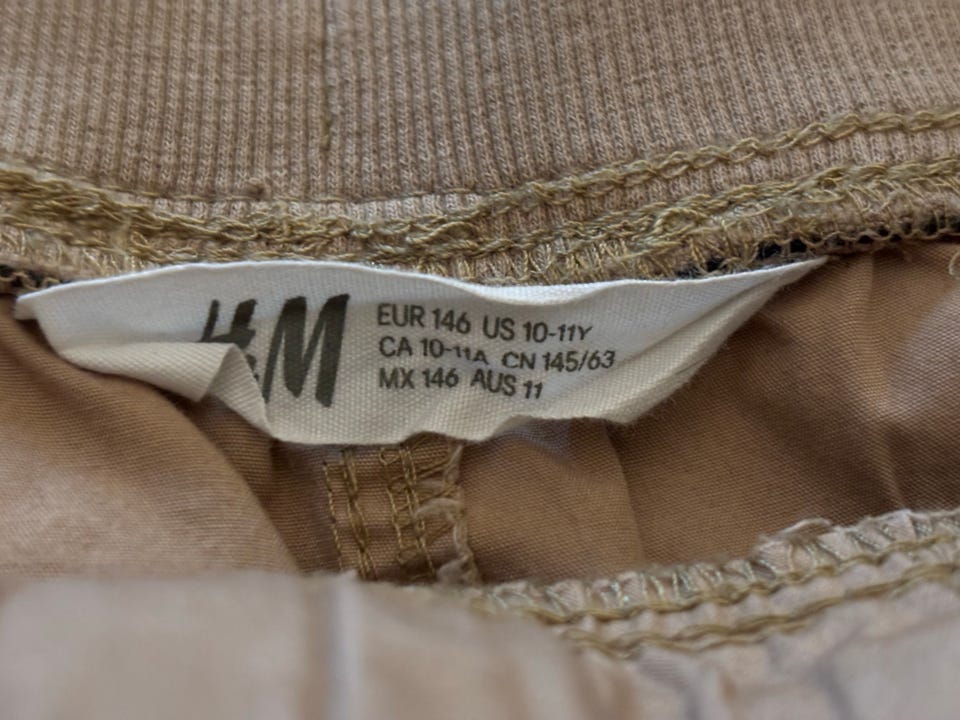 H&M
EUR 146 US 10-11Y
CA 10-11A CN 145/63
MX 146 AUS 11